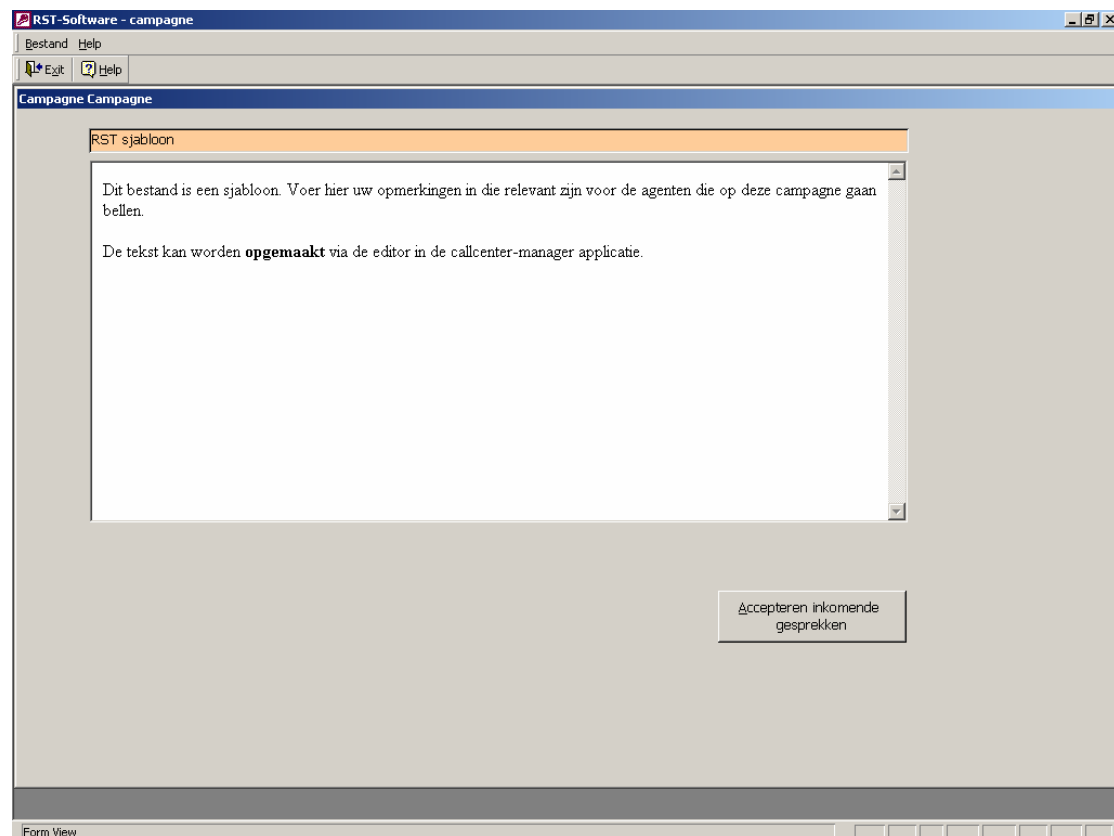 RST-Software - campagne
Bestand Help
Exit Help
Campagne Campagne
RST sjabloon
Dit bestand is een sjabloon. Voer hier uw opmerkingen in die relevant zijn voor de agenten die op deze campagne gaan
bellen.
De tekst kan worden opgemaakt via de editor in de callcenter-manager applicatie.
Accepteren inkomende
gesprekken
Form View